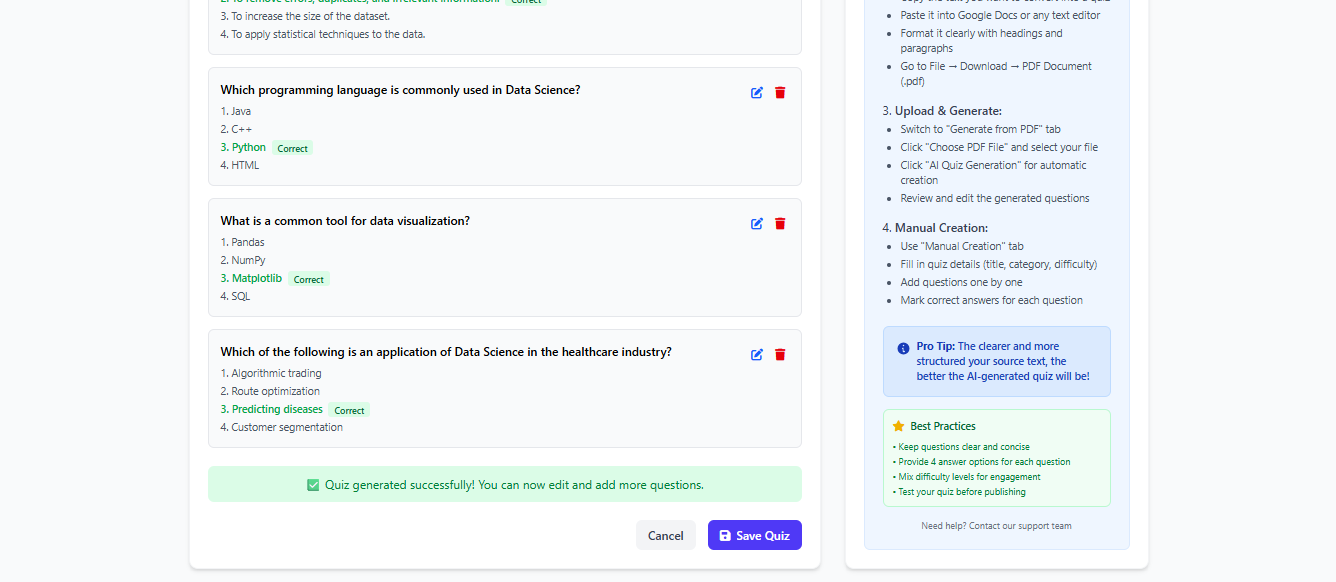 2. To remove errors, duplicates, and irrelevant information. Correct
3. To increase the size of the dataset.
4. To apply statistical techniques to the data.
Which programming language is commonly used in Data Science?
1. Java
2. C++
3. Python Correct
4. HTML
What is a common tool for data visualization?
1. Pandas
2. NumPy
3. Matplotlib Correct
4. SQL
Which of the following is an application of Data Science in the healthcare industry?
1. Algorithmic trading
2. Route optimization
3. Predicting diseases Correct
4. Customer segmentation
✅ Quiz generated successfully! You can now edit and add more questions.
Cancel
Save Quiz
Copy the text you want to convert into a quiz
• Paste it into Google Docs or any text editor
• Format it clearly with headings and
paragraphs
• Go to File → Download → PDF Document
(.pdf)
3. Upload & Generate:
• Switch to "Generate from PDF" tab
• Click "Choose PDF File" and select your file
• Click "AI Quiz Generation" for automatic
creation
• Review and edit the generated questions
4. Manual Creation:
• Use "Manual Creation" tab
• Fill in quiz details (title, category, difficulty)
• Add questions one by one
• Mark correct answers for each question
Pro Tip: The clearer and more
structured your source text, the
better the AI-generated quiz will be!
Best Practices
• Keep questions clear and concise
• Provide 4 answer options for each question
• Mix difficulty levels for engagement
• Test your quiz before publishing
Need help? Contact our support team